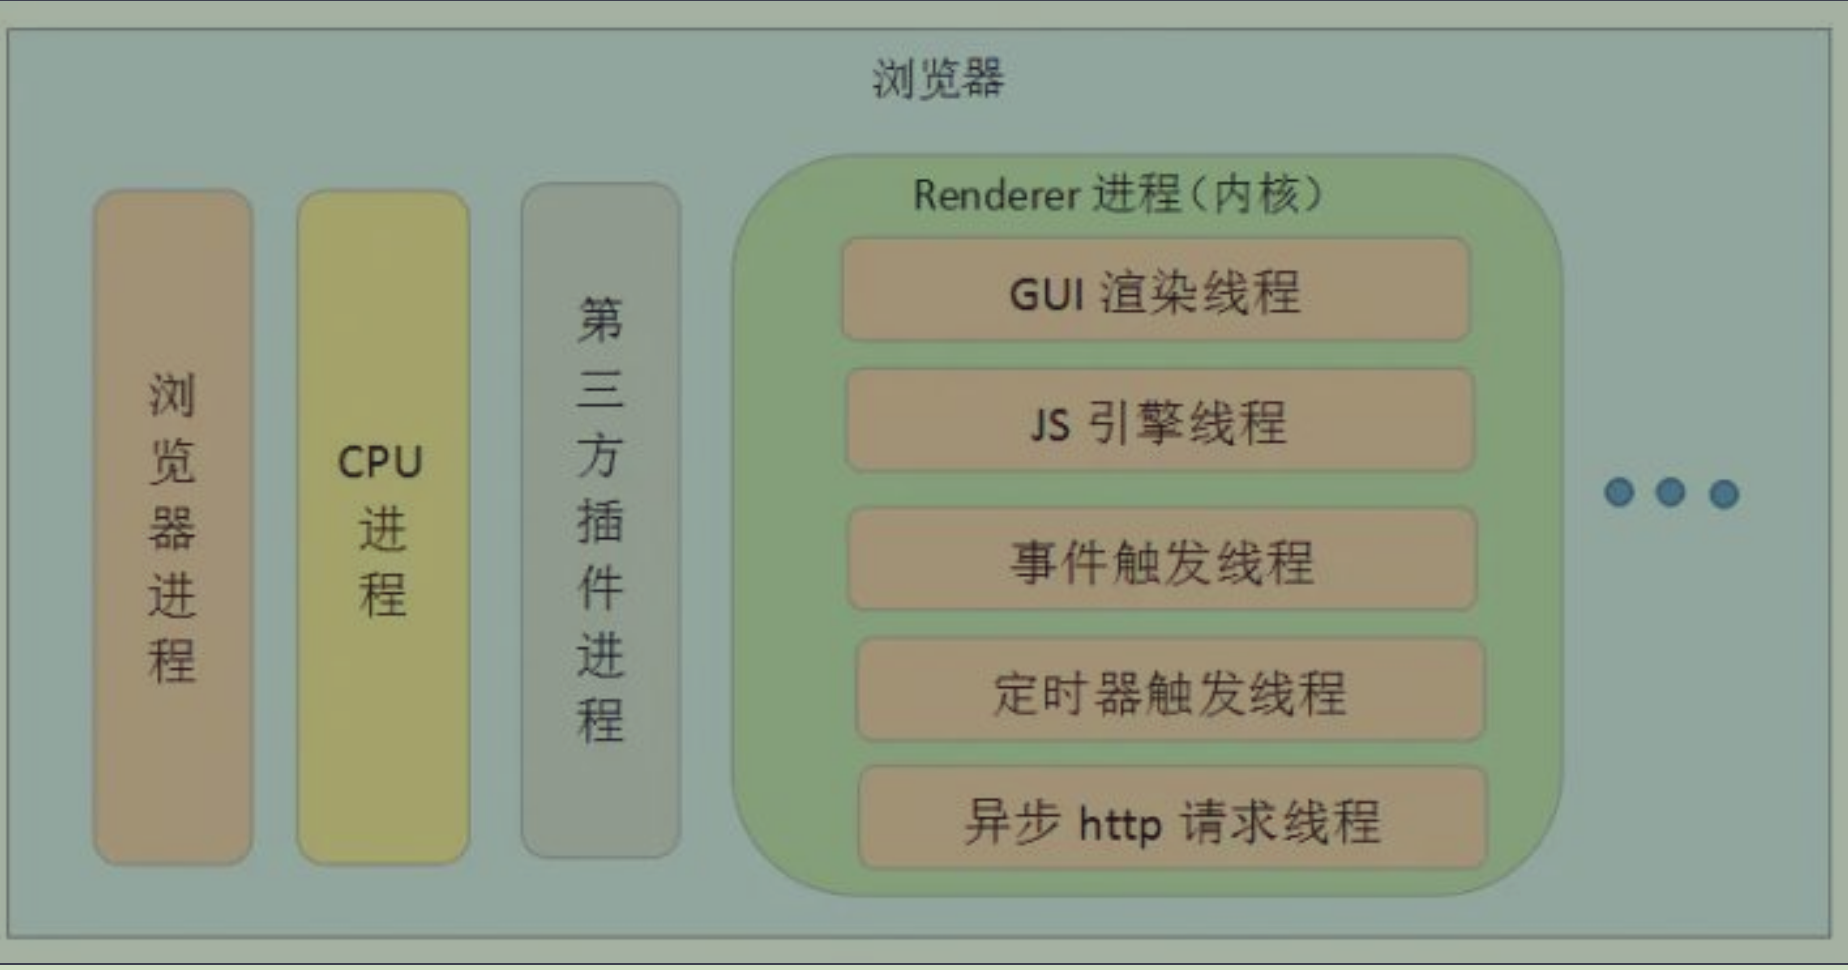 浏览器
浏览器进程
CPU
进程
第三方插件进程
Renderer 进程（内核）
GUI 渲染线程
JS 引擎线程
事件触发线程
定时器触发线程
异步 http 请求线程